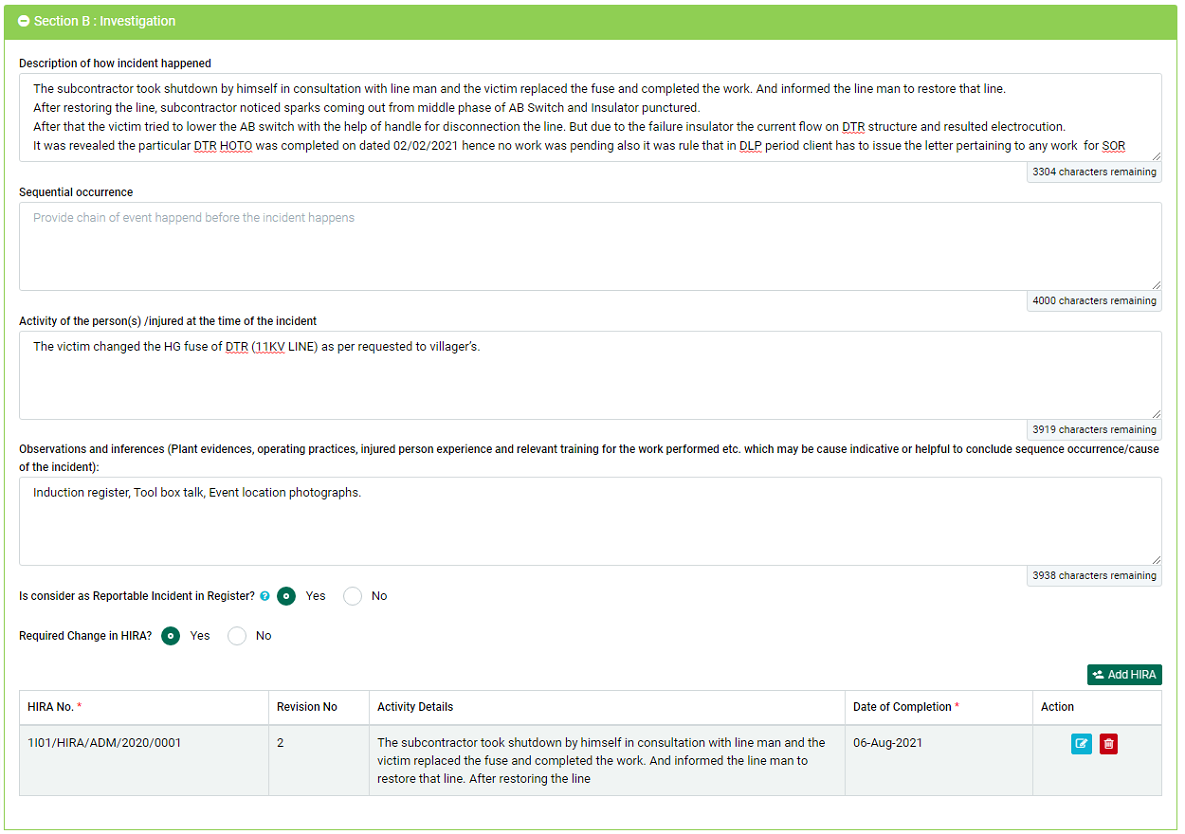 Section B : Investigation
Description of how incident happened
The subcontractor took shutdown by himself in consultation with line man and the victim replaced the fuse and completed the work. And informed the line man to restore that line.
After restoring the line, subcontractor noticed sparks coming out from middle phase of AB Switch and Insulator punctured.
After that the victim tried to lower the AB switch with the help of handle for disconnection the line. But due to the failure insulator the current flow on DTR structure and resulted electrocution.
It was revealed the particular DTR HOTO was completed on dated 02/02/2021 hence no work was pending also it was rule that in DLP period client has to issue the letter pertaining to any work for SOR
3304 characters remaining
Sequential occurrence
Provide chain of event happend before the incident happens
4000 characters remaining
Activity of the person(s) /injured at the time of the incident
The victim changed the HG fuse of DTR (11KV LINE) as per requested to villager's.
3919 characters remaining
Observations and inferences (Plant evidences, operating practices, injured person experience and relevant training for the work performed etc. which may be cause indicative or helpful to conclude sequence occurrence/cause
of the incident):
Induction register, Tool box talk, Event location photographs.
3938 characters remaining
Is consider as Reportable Incident in Register? ? Yes No
Required Change in HIRA? Yes No
Add HIRA
HIRA No. * Revision No Activity Details Date of Completion * Action
1I01/HIRA/ADM/2020/0001 2 The subcontractor took shutdown by himself in consultation with line man and the 06-Aug-2021
victim replaced the fuse and completed the work. And informed the line man to
restore that line. After restoring the line